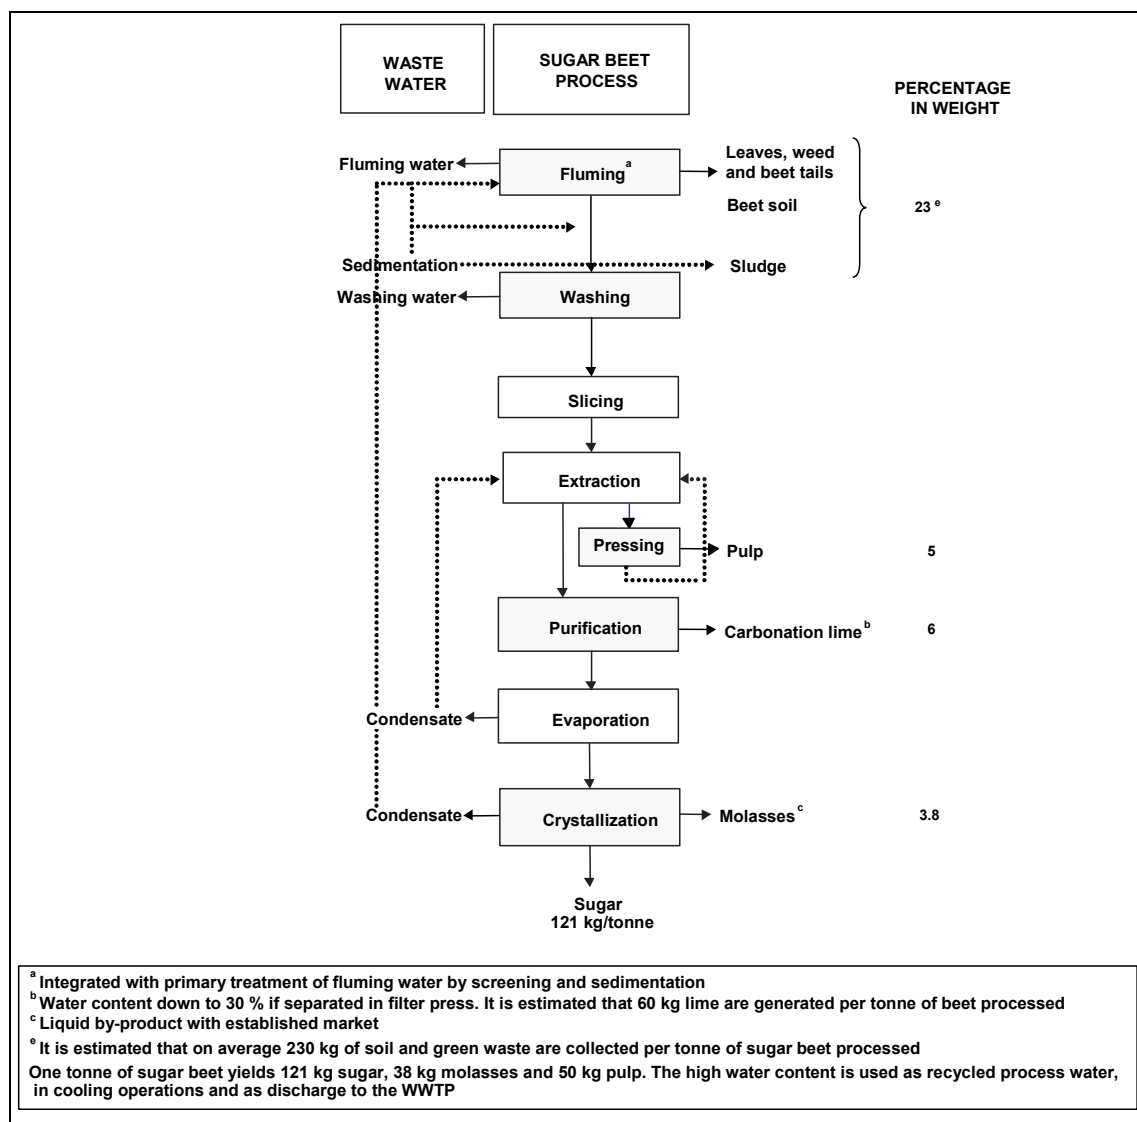 WASTE
WATER
SUGAR BEET
PROCESS
PERCENTAGE
IN WEIGHT
Fluming water
Fluming a
Leaves, weed
and beet tails
Beet soil
23 e
Sedimentation
Sludge
Washing water
Washing
Slicing
Extraction
Pressing
Pulp
5
Purification
Carbonation lime b
6
Condensate
Evaporation
Condensate
Crystallization
Molasses c
3.8
Sugar
121 kg/tonne
a Integrated with primary treatment of fluming water by screening and sedimentation
b Water content down to 30 % if separated in filter press. It is estimated that 60 kg lime are generated per tonne of beet processed
c Liquid by-product with established market
e It is estimated that on average 230 kg of soil and green waste are collected per tonne of sugar beet processed
One tonne of sugar beet yields 121 kg sugar, 38 kg molasses and 50 kg pulp. The high water content is used as recycled process water,
in cooling operations and as discharge to the WWTP